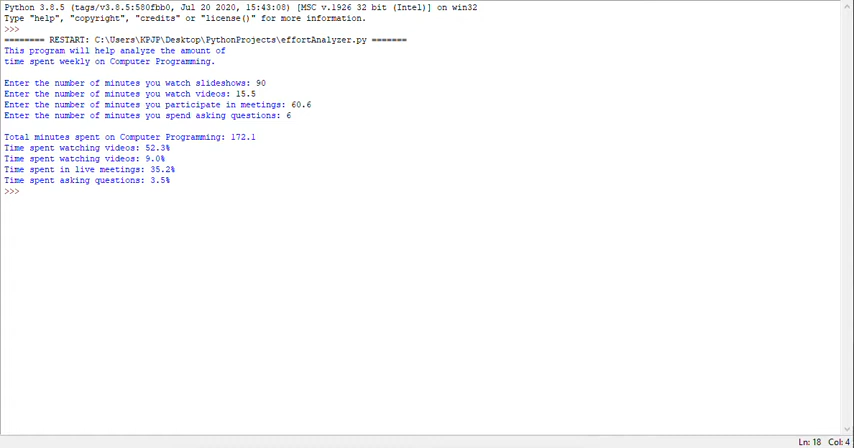 Python 3.8.5 (tags/v3.8.5:580fbb0, Jul 20 2020, 15:43:08) [MSC v.1926 32 bit (Intel)] on win32
Type "help", "copyright", "credits" or "license()" for more information.
>>>
======== RESTART: C:\Users\KPJP\Desktop\PythonProjects\effortAnalyzer.py =======
This program will help analyze the amount of
time spent weekly on Computer Programming.
Enter the number of minutes you watch slideshows: 90
Enter the number of minutes you watch videos: 15.5
Enter the number of minutes you participate in meetings: 60.6
Enter the number of minutes you spend asking questions: 6
Total minutes spent on Computer Programming: 172.1
Time spent watching videos: 52.3%
Time spent watching videos: 9.0%
Time spent in live meetings: 35.2%
Time spent asking questions: 3.5%
>>>
Ln: 18 Col: 4